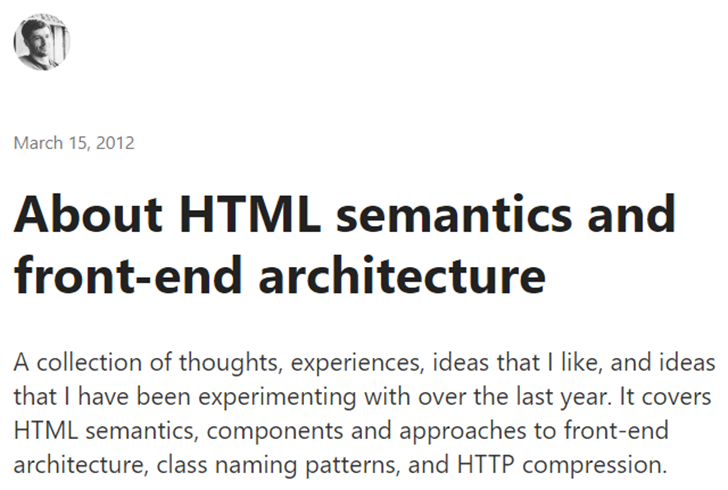 March 15, 2012
About HTML semantics and
front-end architecture
A collection of thoughts, experiences, ideas that I like, and ideas
that I have been experimenting with over the last year. It covers
HTML semantics, components and approaches to front-end
architecture, class naming patterns, and HTTP compression.